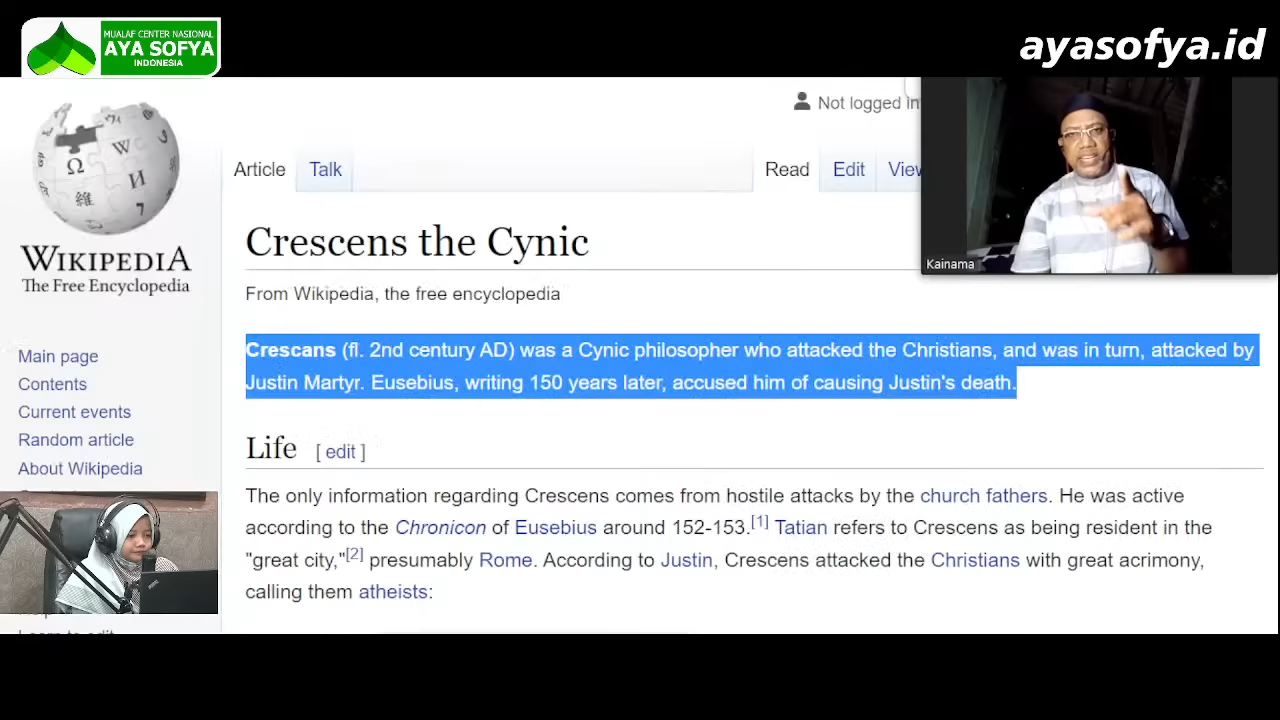 MUALAF CENTER NASIONAL
AYA SOFYA
INDONESIA
ayasofya.id
WIKIPEDIA
The Free Encyclopedia
Main page
Contents
Current events
Random article
About Wikipedia
Not logged in
Article Talk
Read Edit View
Crescens the Cynic
From Wikipedia, the free encyclopedia
Crescans (fl. 2nd century AD) was a Cynic philosopher who attacked the Christians, and was in turn, attacked by
Justin Martyr. Eusebius, writing 150 years later, accused him of causing Justin's death.
Life [ edit ]
The only information regarding Crescens comes from hostile attacks by the church fathers. He was active
according to the Chronicon of Eusebius around 152-153.[1] Tatian refers to Crescens as being resident in the
"great city,"[2] presumably Rome. According to Justin, Crescens attacked the Christians with great acrimony,
calling them atheists:
Kainama